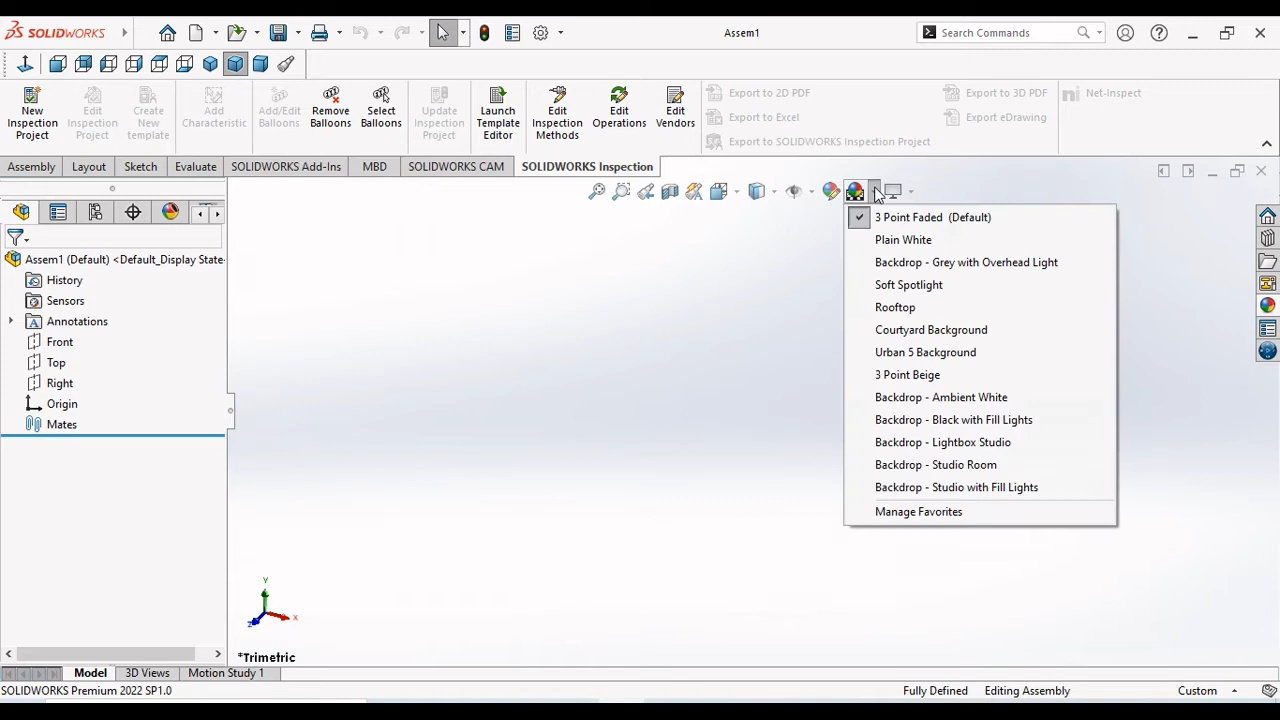 SOLIDWORKS
Assem1
Search Commands
New Inspection Project
Edit Inspection Project
Create New template
Add Characteristic
Add/Edit Balloons
Remove Balloons
Select Balloons
Update Inspection Project
Launch Template Editor
Edit Inspection Methods
Edit Operations
Edit Vendors
Export to 2D PDF
Export to Excel
Export to SOLIDWORKS Inspection Project
Export to 3D PDF
Export eDrawing
Net-Inspect
Assembly
Layout
Sketch
Evaluate
SOLIDWORKS Add-Ins
MBD
SOLIDWORKS CAM
SOLIDWORKS Inspection
Assem1 (Default) <Default_Display State-
History
Sensors
Annotations
Front
Top
Right
Origin
Mates
3 Point Faded (Default)
Plain White
Backdrop - Grey with Overhead Light
Soft Spotlight
Rooftop
Courtyard Background
Urban 5 Background
3 Point Beige
Backdrop - Ambient White
Backdrop - Black with Fill Lights
Backdrop - Lightbox Studio
Backdrop - Studio Room
Backdrop - Studio with Fill Lights
Manage Favorites
Y
X
Z
*Trimetric
Model
3D Views
Motion Study 1
SOLIDWORKS Premium 2022 SP1.0
Fully Defined
Editing Assembly
Custom